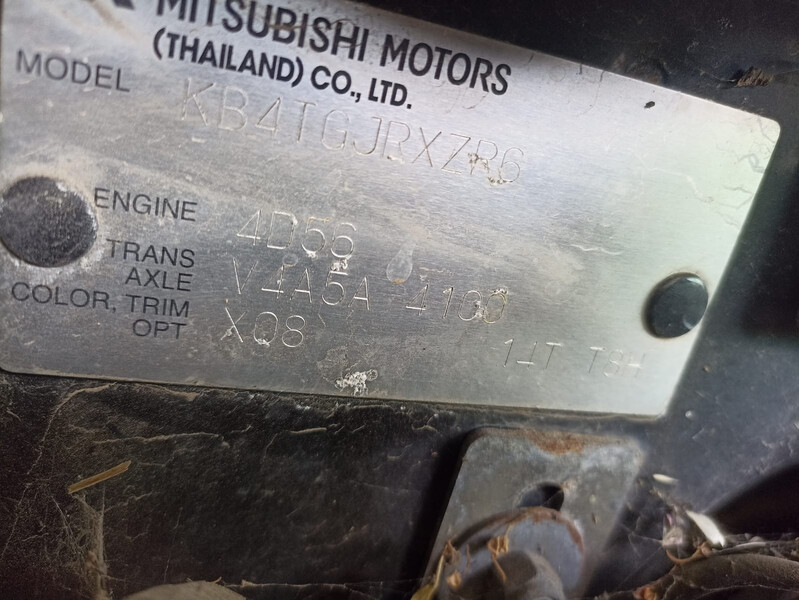 MITSUBISHI MOTORS
(THAILAND) CO., LTD.
MODEL KB4TGJRXZR6
ENGINE 4D56
TRANS AXLE V4A5A 4100
COLOR, TRIM OPT X08 14T T8H